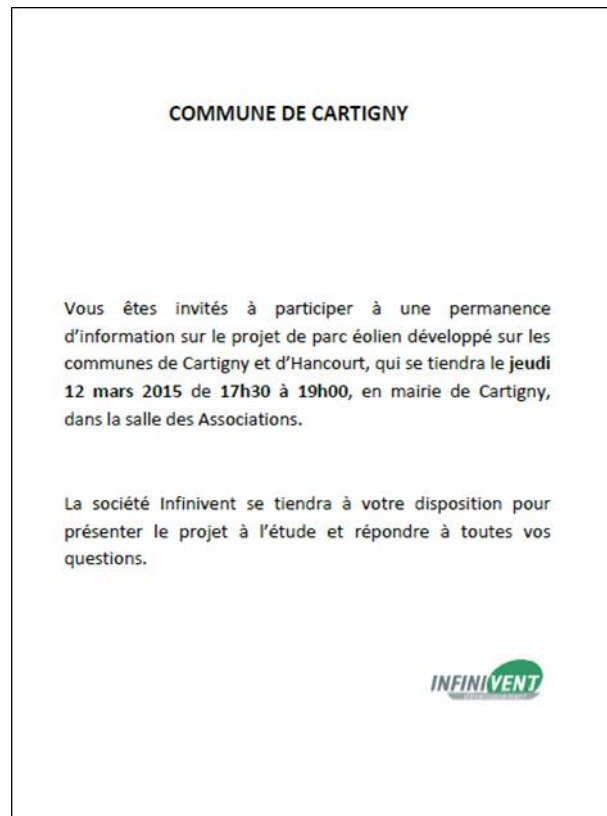 COMMUNE DE CARTIGNY
Vous êtes invités à participer à une permanence
d’information sur le projet de parc éolien développé sur les
communes de Cartigny et d’Hancourt, qui se tiendra le jeudi
12 mars 2015 de 17h30 à 19h00, en mairie de Cartigny,
dans la salle des Associations.
La société Infinivent se tiendra à votre disposition pour
présenter le projet à l’étude et répondre à toutes vos
questions.
INFINIVENT